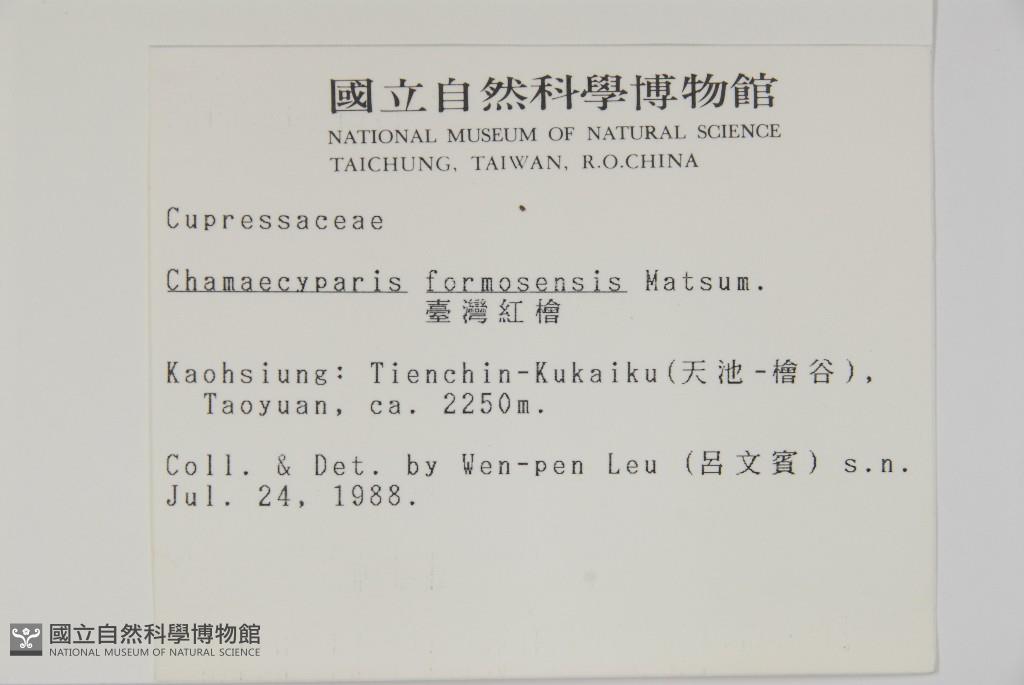 國立自然科學博物館
NATIONAL MUSEUM OF NATURAL SCIENCE
TAICHUNG, TAIWAN, R.O.CHINA
Cupressaceae
Chamaecyparis formosensis Matsum.
臺灣紅檜
Kaohsiung: Tienchin-Kukaiku(天池-檜谷),
Taoyuan, ca. 2250m.
Coll. & Det. by Wen-pen Leu (呂文賓) s.n.
Jul. 24, 1988.
國立自然科學博物館
NATIONAL MUSEUM OF NATURAL SCIENCE